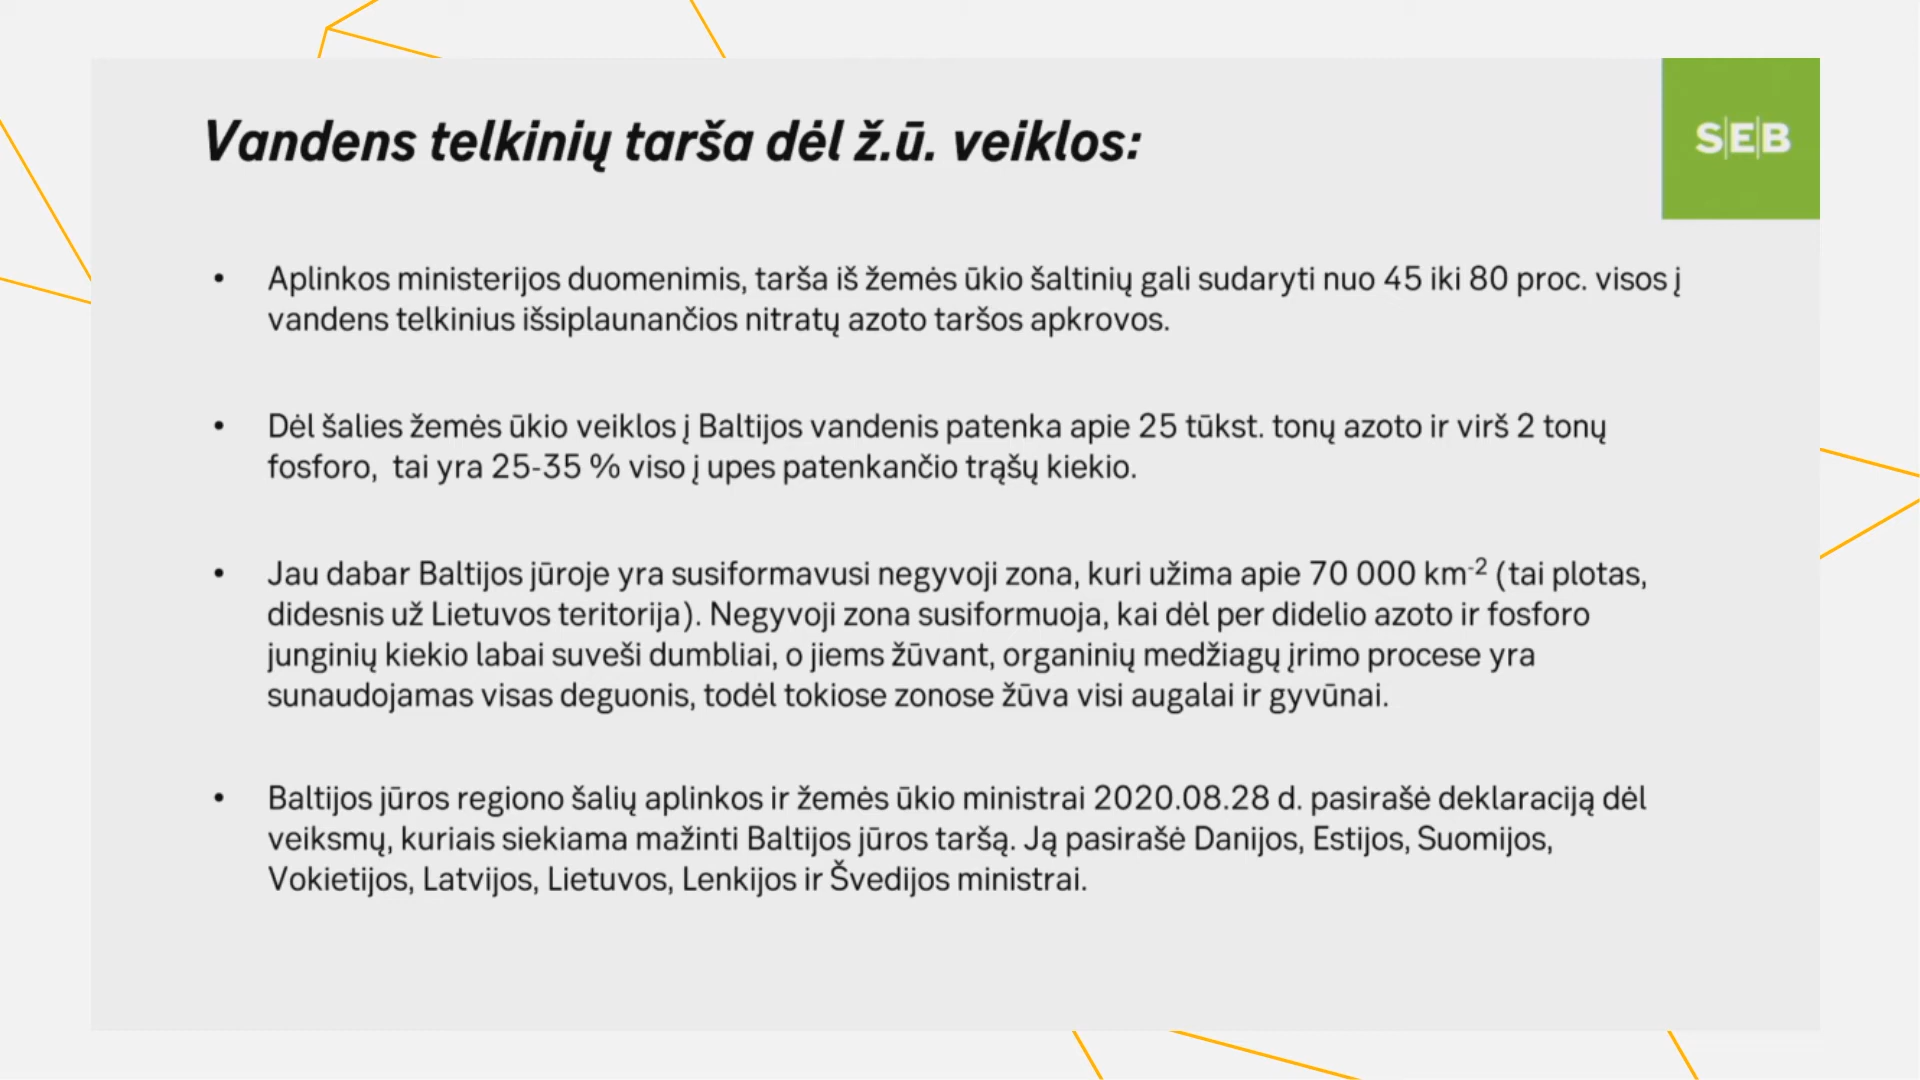 Vandens telkinių tarša dėl ž.ū. veiklos:
S|E|B
• Aplinkos ministerijos duomenimis, tarša iš žemės ūkio šaltinių gali sudaryti nuo 45 iki 80 proc. visos į
vandens telkinius išsiplaunančios nitratų azoto taršos apkrovos.
• Dėl šalies žemės ūkio veiklos į Baltijos vandenis patenka apie 25 tūkst. tonų azoto ir virš 2 tonų
fosforo,  tai yra 25-35 % viso į upes patenkančio trąšų kiekio.
• Jau dabar Baltijos jūroje yra susiformavusi negyvoji zona, kuri užima apie 70 000 km⁻² (tai plotas,
didesnis už Lietuvos teritorija). Negyvoji zona susiformuoja, kai dėl per didelio azoto ir fosforo
junginių kiekio labai suveši dumbliai, o jiems žūvant, organinių medžiagų įrimo procese yra
sunaudojamas visas deguonis, todėl tokiose zonose žūva visi augalai ir gyvūnai.
• Baltijos jūros regiono šalių aplinkos ir žemės ūkio ministrai 2020.08.28 d. pasirašė deklaraciją dėl
veiksmų, kuriais siekiama mažinti Baltijos jūros taršą. Ją pasirašė Danijos, Estijos, Suomijos,
Vokietijos, Latvijos, Lietuvos, Lenkijos ir Švedijos ministrai.